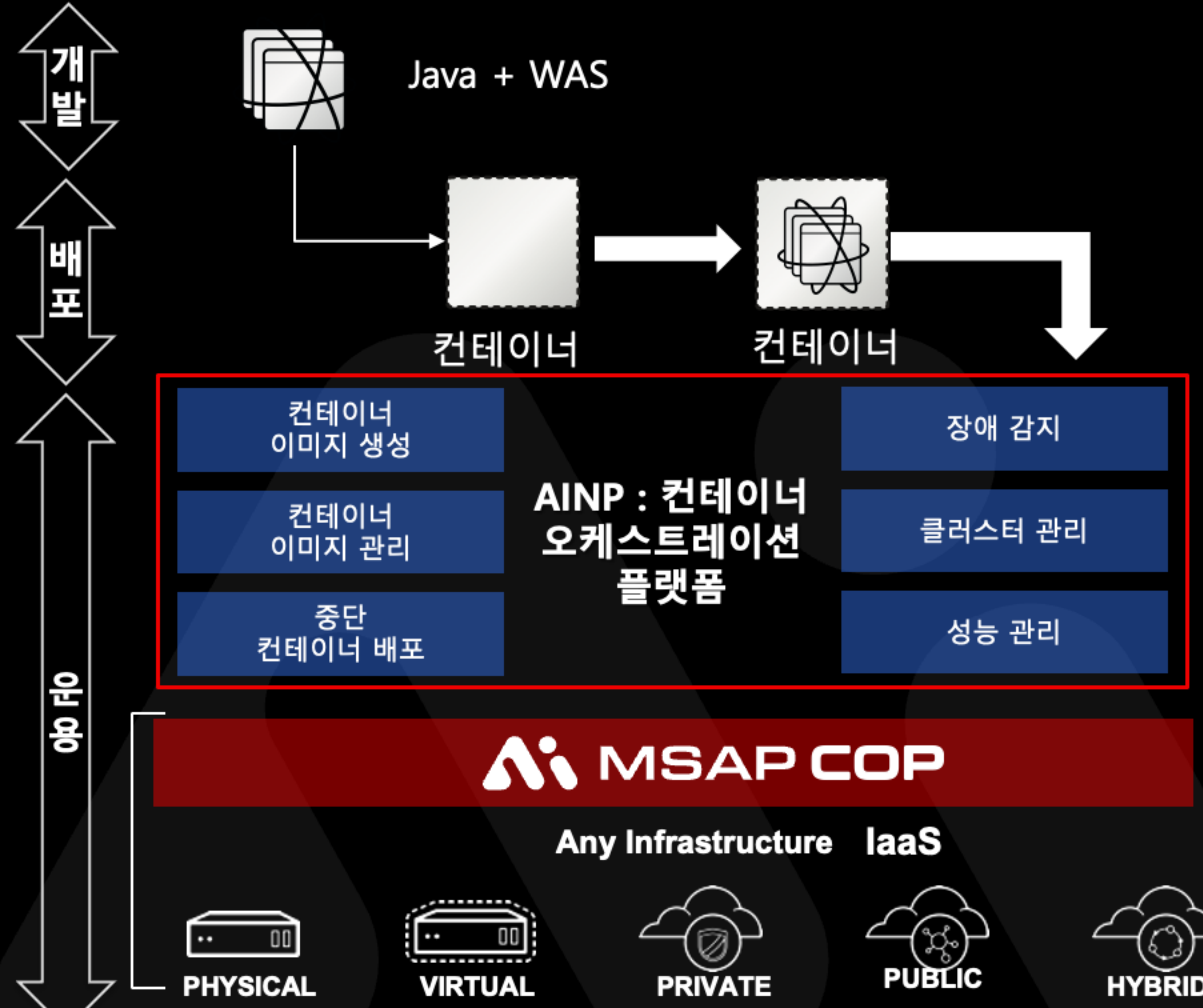 개발
Java + WAS
배포
컨테이너
컨테이너
운용
컨테이너
이미지 생성
컨테이너
이미지 관리
중단
컨테이너 배포
AINP : 컨테이너
오케스트레이션
플랫폼
장애 감지
클러스터 관리
성능 관리
MSAP COP
Any Infrastructure IaaS
PHYSICAL
VIRTUAL
PRIVATE
PUBLIC
HYBRID